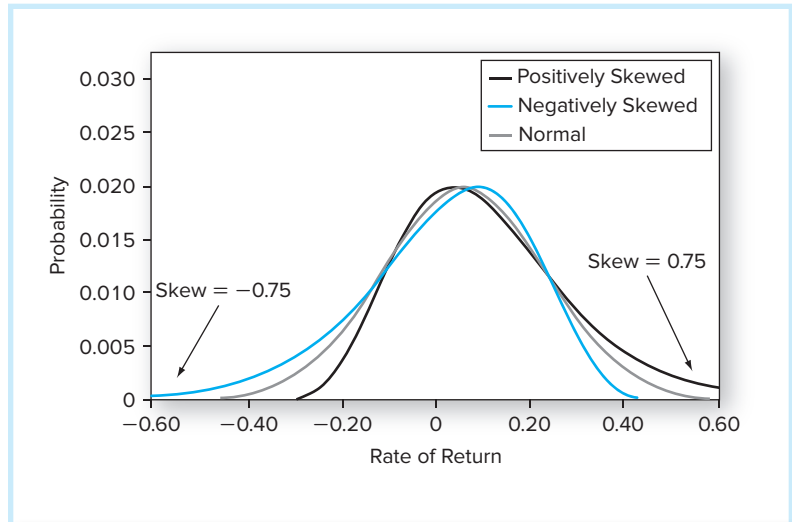 Positively Skewed
Negatively Skewed
Normal
0.030
0.025
0.020
0.015
0.010
0.005
0
Probability
Skew = −0.75
Skew = 0.75
−0.60
−0.40
−0.20
0
0.20
0.40
0.60
Rate of Return